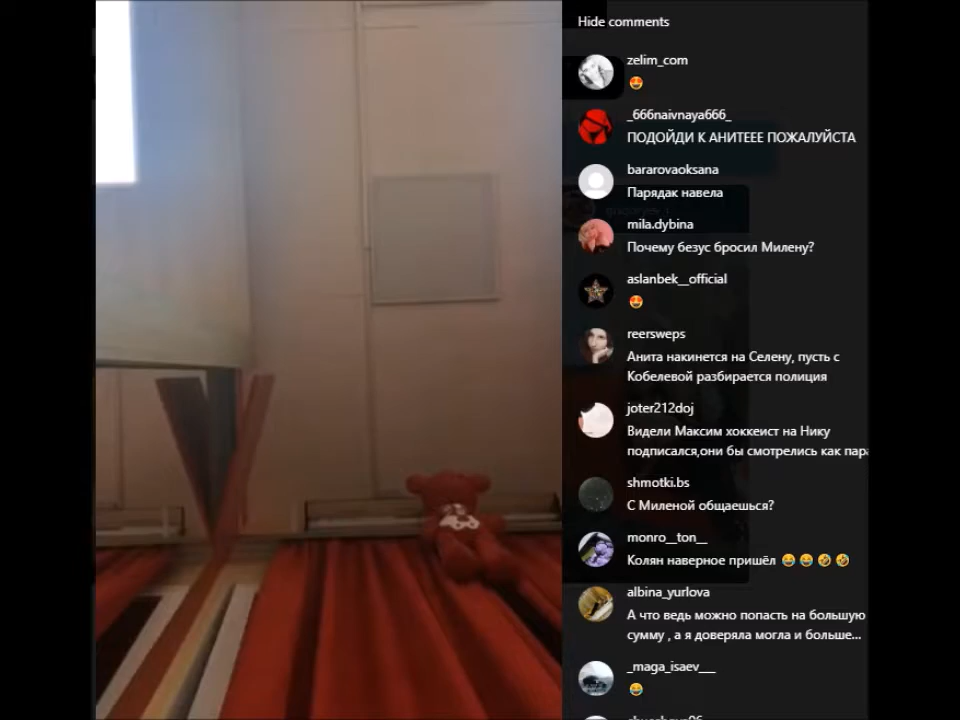 Hide comments
zelim_com
😍
_666naivnaya666_
ПОДОЙДИ К АНИТЕЕЕ ПОЖАЛУЙСТА
bararovaoksana
Парядак навела
mila.dybina
Почему безус бросил Милену?
aslanbek__official
😍
reersweps
Анита накинется на Селену, пусть с
Кобелевой разбирается полиция
joter212doj
Видели Максим хоккеист на Нику
подписался,они бы смотрелись как пара
shmotki.bs
С Миленой общаешься?
monro__ton__
Колян наверное пришёл 😂😂🤣🤣
albina_yurlova
А что ведь можно попасть на большую
сумму , а я доверяла могла и больше...
_maga_isaev___
😂